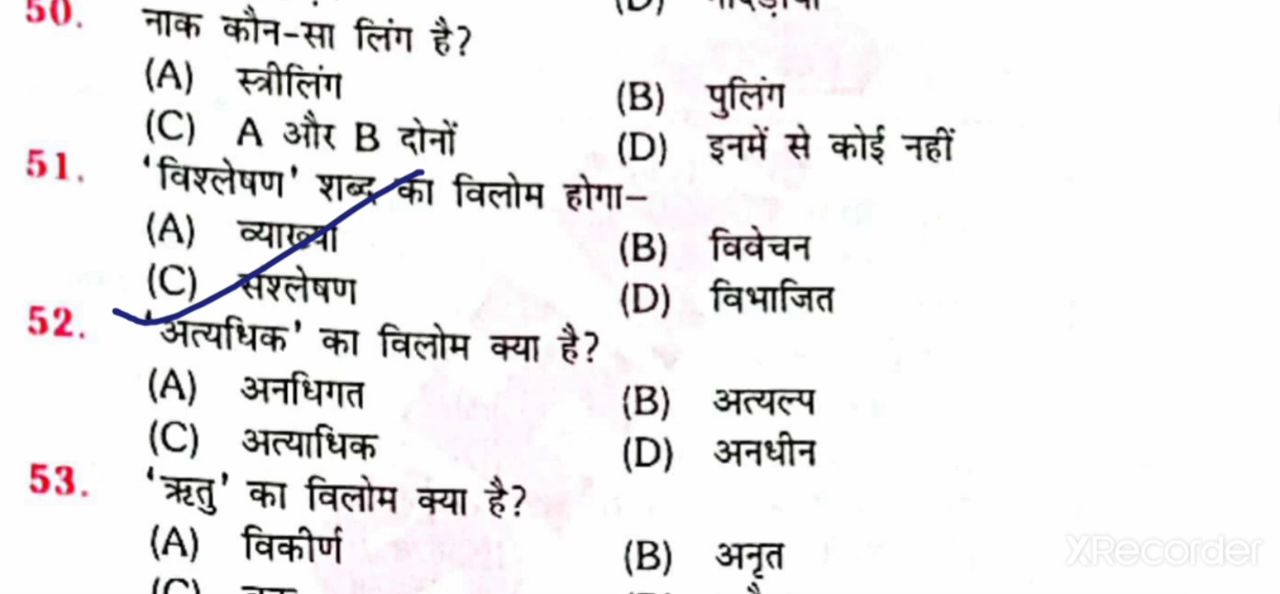 50. नाक कौन-सा लिंग है?
(A) स्त्रीलिंग (B) पुलिंग
(C) A और B दोनों (D) इनमें से कोई नहीं
51. 'विश्लेषण' शब्द का विलोम होगा–
(A) व्याख्या (B) विवेचन
(C) संश्लेषण (D) विभाजित
52. 'अत्यधिक' का विलोम क्या है?
(A) अनधिगत (B) अत्यल्प
(C) अत्याधिक (D) अनधीन
53. 'ऋतु' का विलोम क्या है?
(A) विकीर्ण (B) अनृत
XRecorder